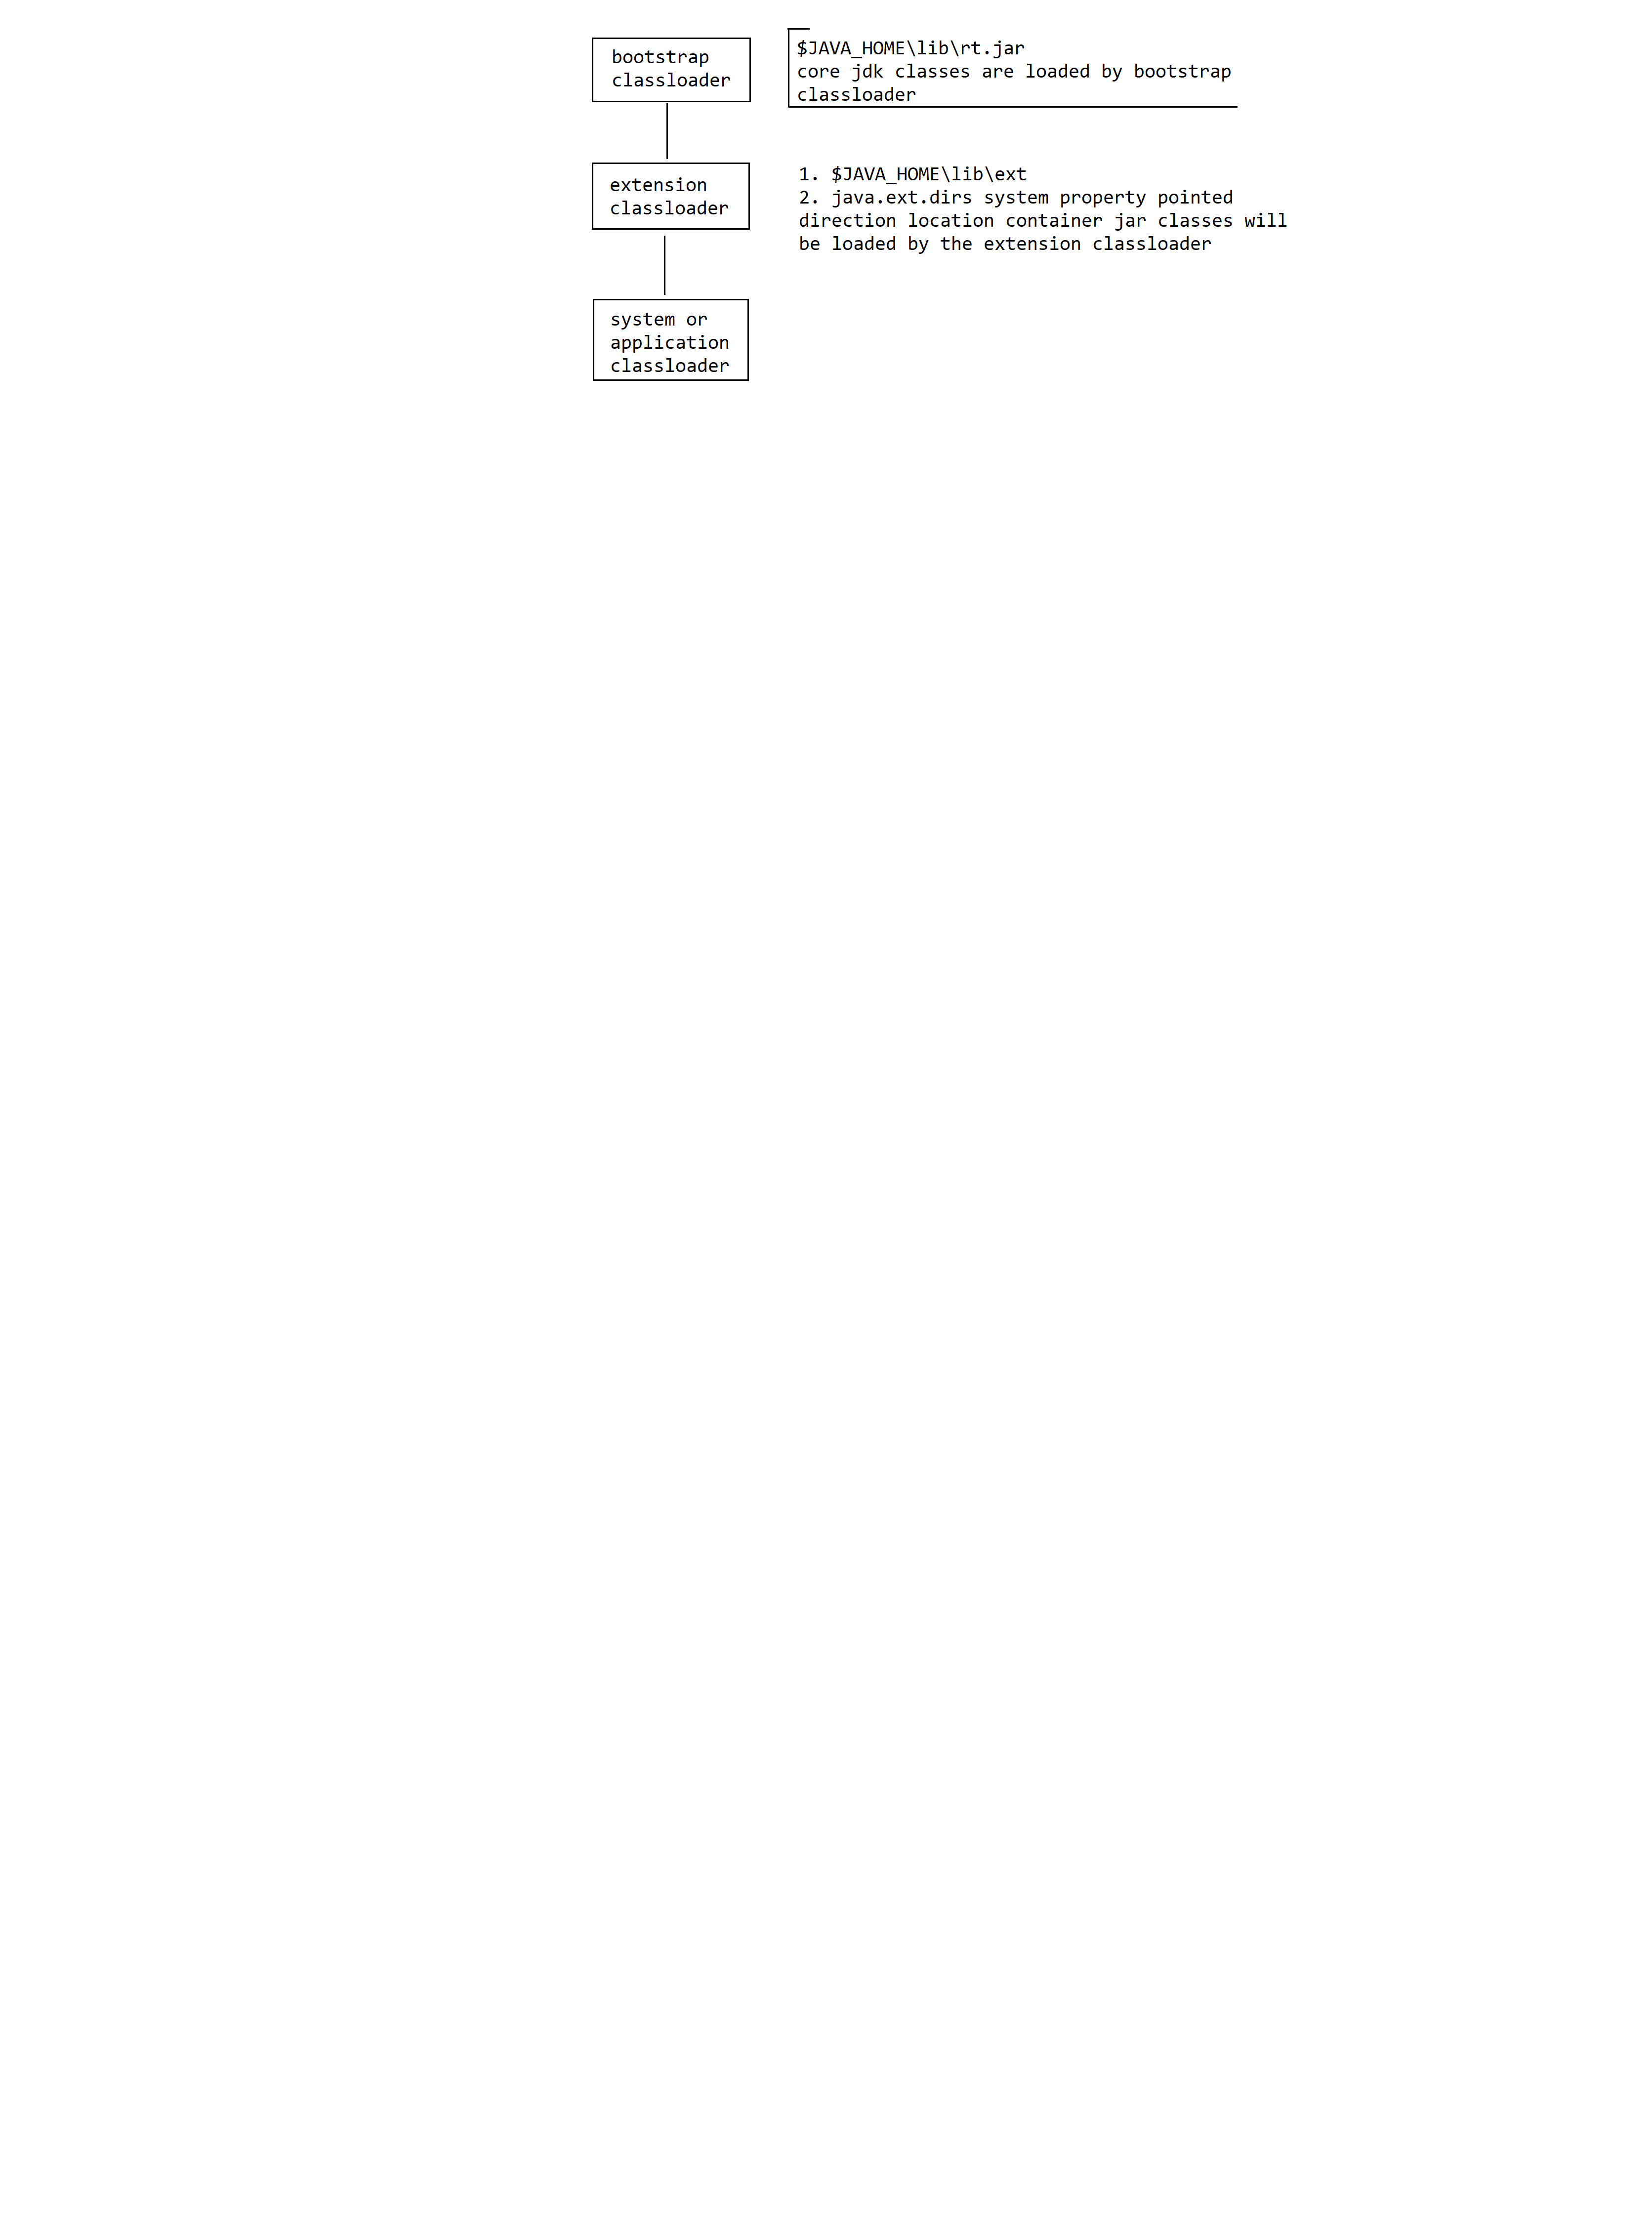 bootstrap
classloader
$JAVA_HOME\lib\rt.jar
core jdk classes are loaded by bootstrap
classloader
extension
classloader
1. $JAVA_HOME\lib\ext
2. java.ext.dirs system property pointed
direction location container jar classes will
be loaded by the extension classloader
system or
application
classloader